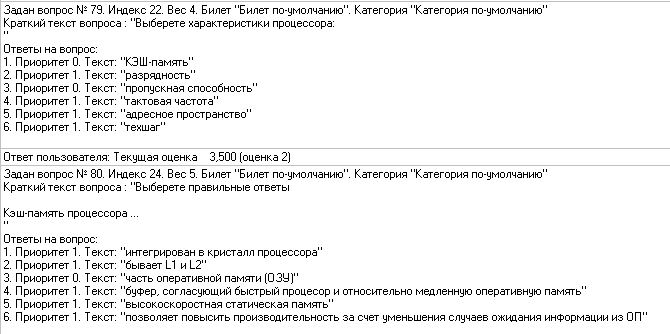 Задан вопрос № 79. Индекс 22. Вес 4. Билет "Билет по-умолчанию". Категория "Категория по-умолчанию"
Краткий текст вопроса : "Выберете характеристики процессора:
"
Ответы на вопрос:
1. Приоритет 0. Текст: "КЭШ-память"
2. Приоритет 1. Текст: "разрядность"
3. Приоритет 0. Текст: "пропускная способность"
4. Приоритет 1. Текст: "тактовая частота"
5. Приоритет 1. Текст: "адресное пространство"
6. Приоритет 1. Текст: "техшаг"
Ответ пользователя: Текущая оценка 3,500 (оценка 2)
Задан вопрос № 80. Индекс 24. Вес 5. Билет "Билет по-умолчанию". Категория "Категория по-умолчанию"
Краткий текст вопроса : "Выберете правильные ответы
Кэш-память процессора ...
"
Ответы на вопрос:
1. Приоритет 1. Текст: "интегрирован в кристалл процессора"
2. Приоритет 1. Текст: "бывает L1 и L2"
3. Приоритет 0. Текст: "часть оперативной памяти (ОЗУ)"
4. Приоритет 1. Текст: "буфер, согласующий быстрый процесор и относительно медленную оперативную память"
5. Приоритет 1. Текст: "высокоскоростная статическая память"
6. Приоритет 1. Текст: "позволяет повысить производительность за счет уменьшения случаев ожидания информации из ОП"